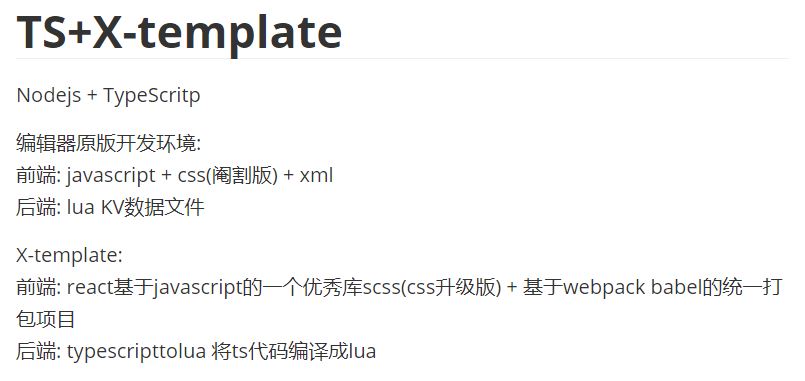 TS+X-template
Nodejs + TypeScritp
编辑器原版开发环境:
前端: javascript + css(阉割版) + xml
后端: lua KV数据文件
X-template:
前端: react基于javascript的一个优秀库scss(css升级版) + 基于webpack babel的统一打
包项目
后端: typescripttolua 将ts代码编译成lua